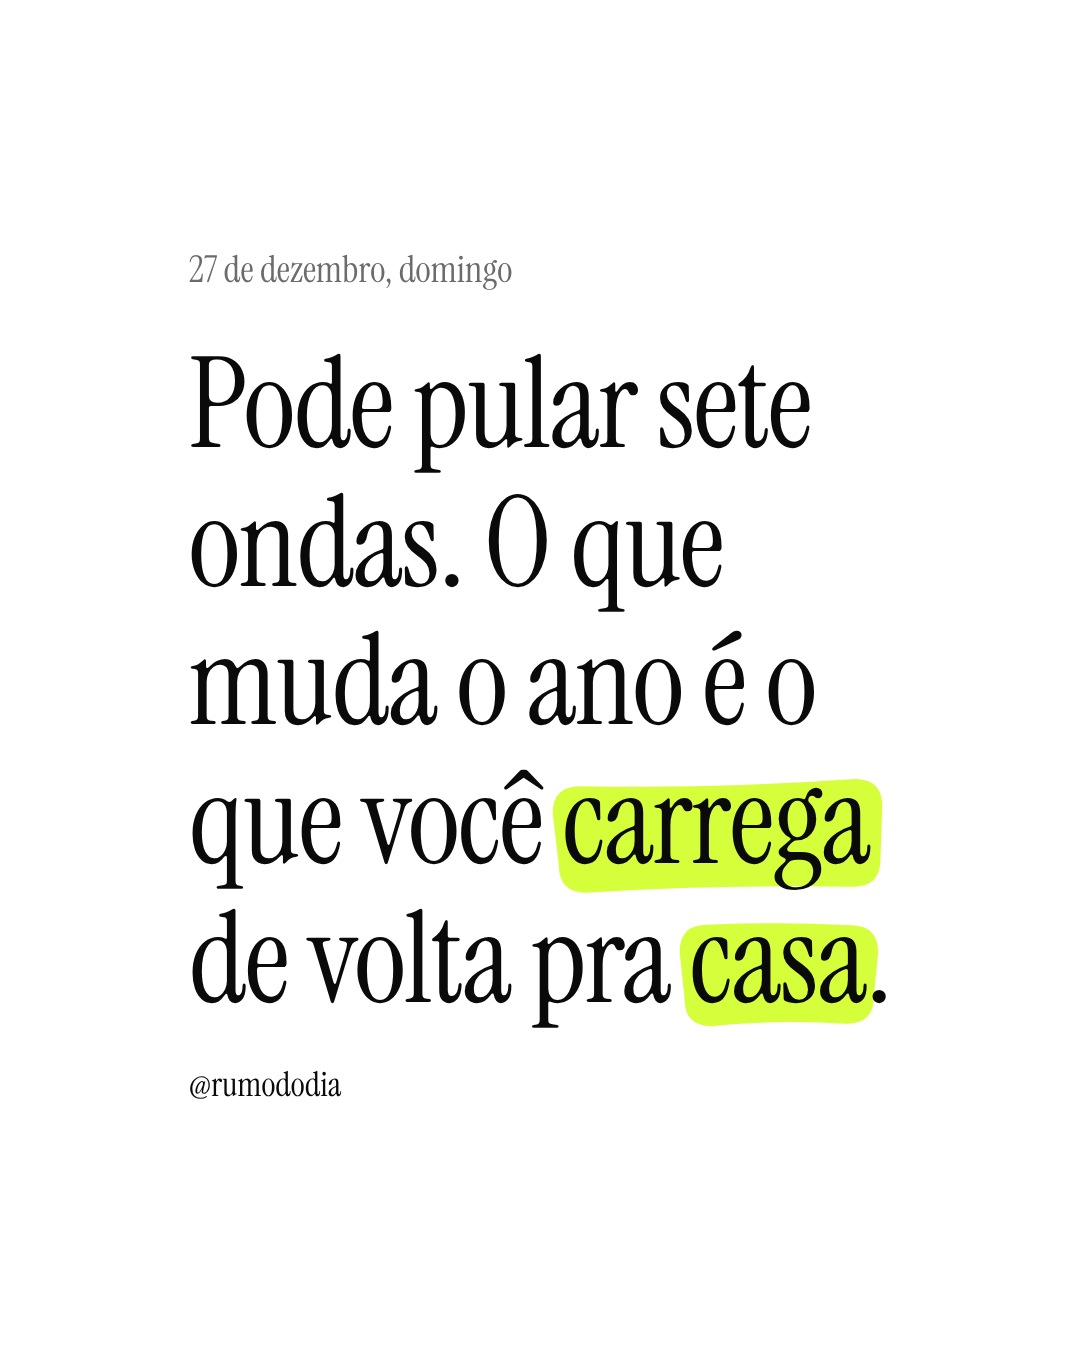 27 de dezembro, domingo
Pode pular sete
ondas. O que
muda o ano é o
que você carrega
de volta pra casa.
@rumododia